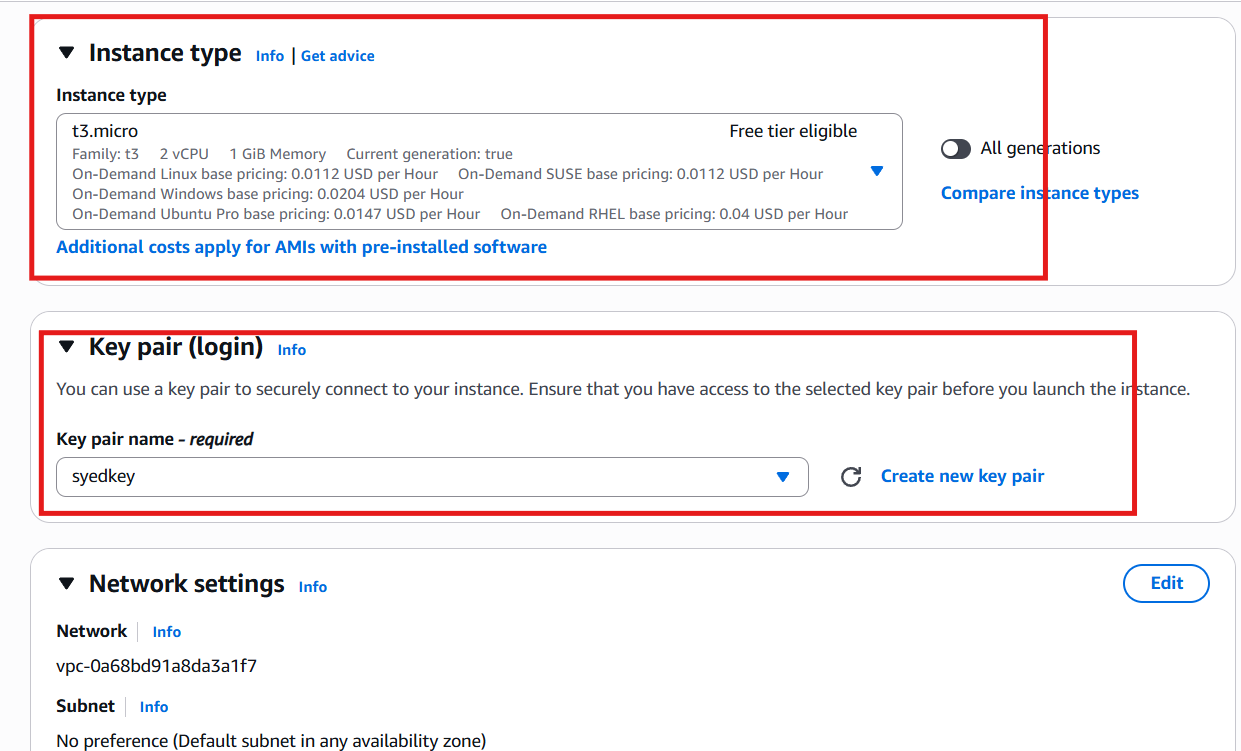 Instance type Info | Get advice
Instance type
t3.micro Free tier eligible
Family: t3 2 vCPU 1 GiB Memory Current generation: true
On-Demand Linux base pricing: 0.0112 USD per Hour On-Demand SUSE base pricing: 0.0112 USD per Hour
On-Demand Windows base pricing: 0.0204 USD per Hour
On-Demand Ubuntu Pro base pricing: 0.0147 USD per Hour On-Demand RHEL base pricing: 0.04 USD per Hour
All generations
Compare instance types
Additional costs apply for AMIs with pre-installed software
Key pair (login) Info
You can use a key pair to securely connect to your instance. Ensure that you have access to the selected key pair before you launch the instance.
Key pair name - required
syedkey
Create new key pair
Network settings Info
Edit
Network Info
vpc-0a68bd91a8da3a1f7
Subnet Info
No preference (Default subnet in any availability zone)